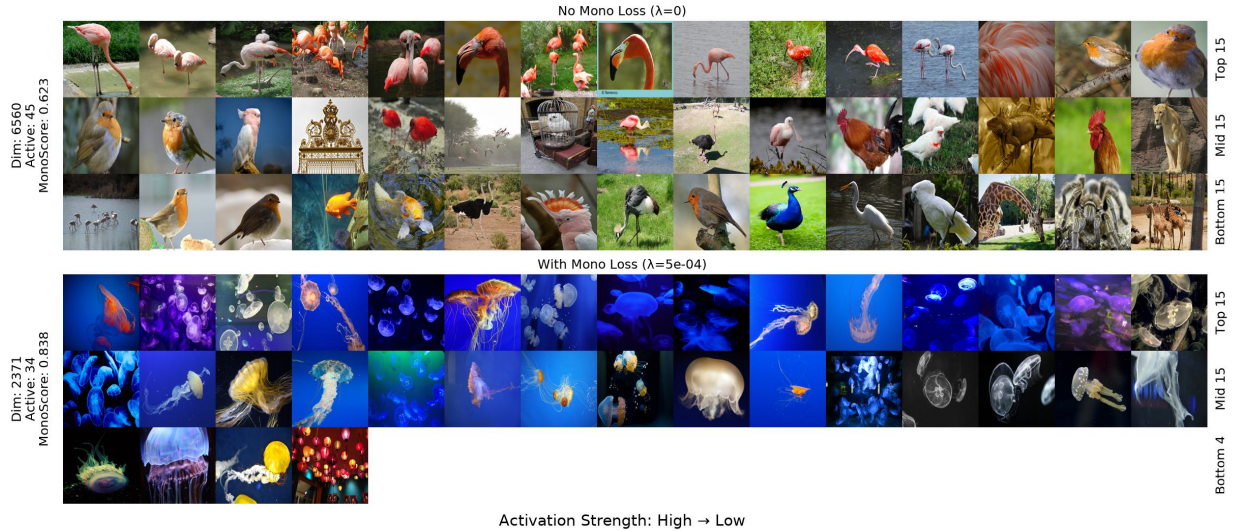 No Mono Loss (λ=0)
Dim: 6560
Active: 45
MonoScore: 0.623
Top 15
Mid 15
Bottom 15
With Mono Loss (λ=5e-04)
Dim: 2371
Active: 34
MonoScore: 0.838
Top 15
Mid 15
Bottom 4
Activation Strength: High → Low